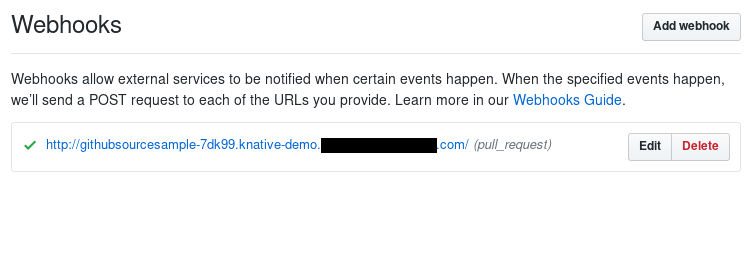 Webhooks
Add webhook
Webhooks allow external services to be notified when certain events happen. When the specified events happen,
we'll send a POST request to each of the URLs you provide. Learn more in our Webhooks Guide.
http://githubsourcesample-7dk99.knative-demo. .com/ (pull_request)
Edit
Delete